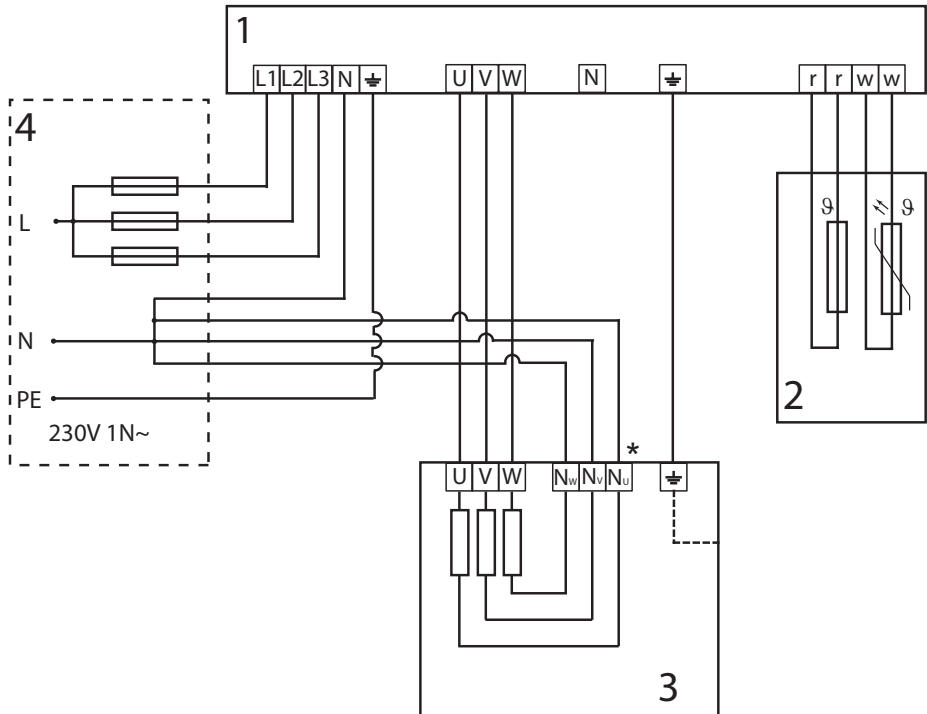 1
L1 L2 L3 N ⏚ U V W N ⏚ r r w w
4
L
N
PE
230V 1N~
ϑ ϑ
2
*
U V W NW NV NU ⏚
3